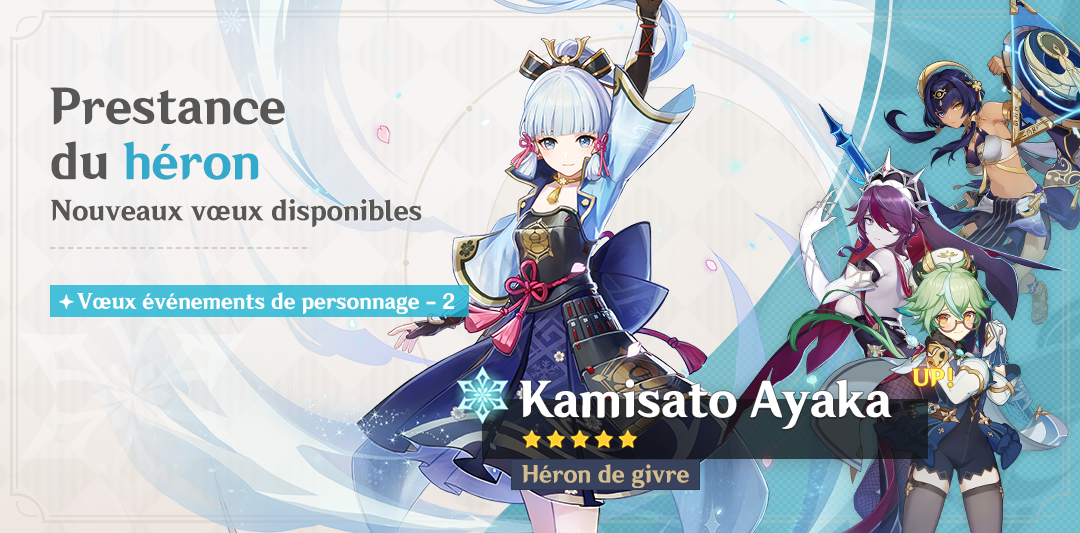 Prestance
du héron
Nouveaux vœux disponibles
Vœux événements de personnage - 2
UP!
Kamisato Ayaka
Héron de givre